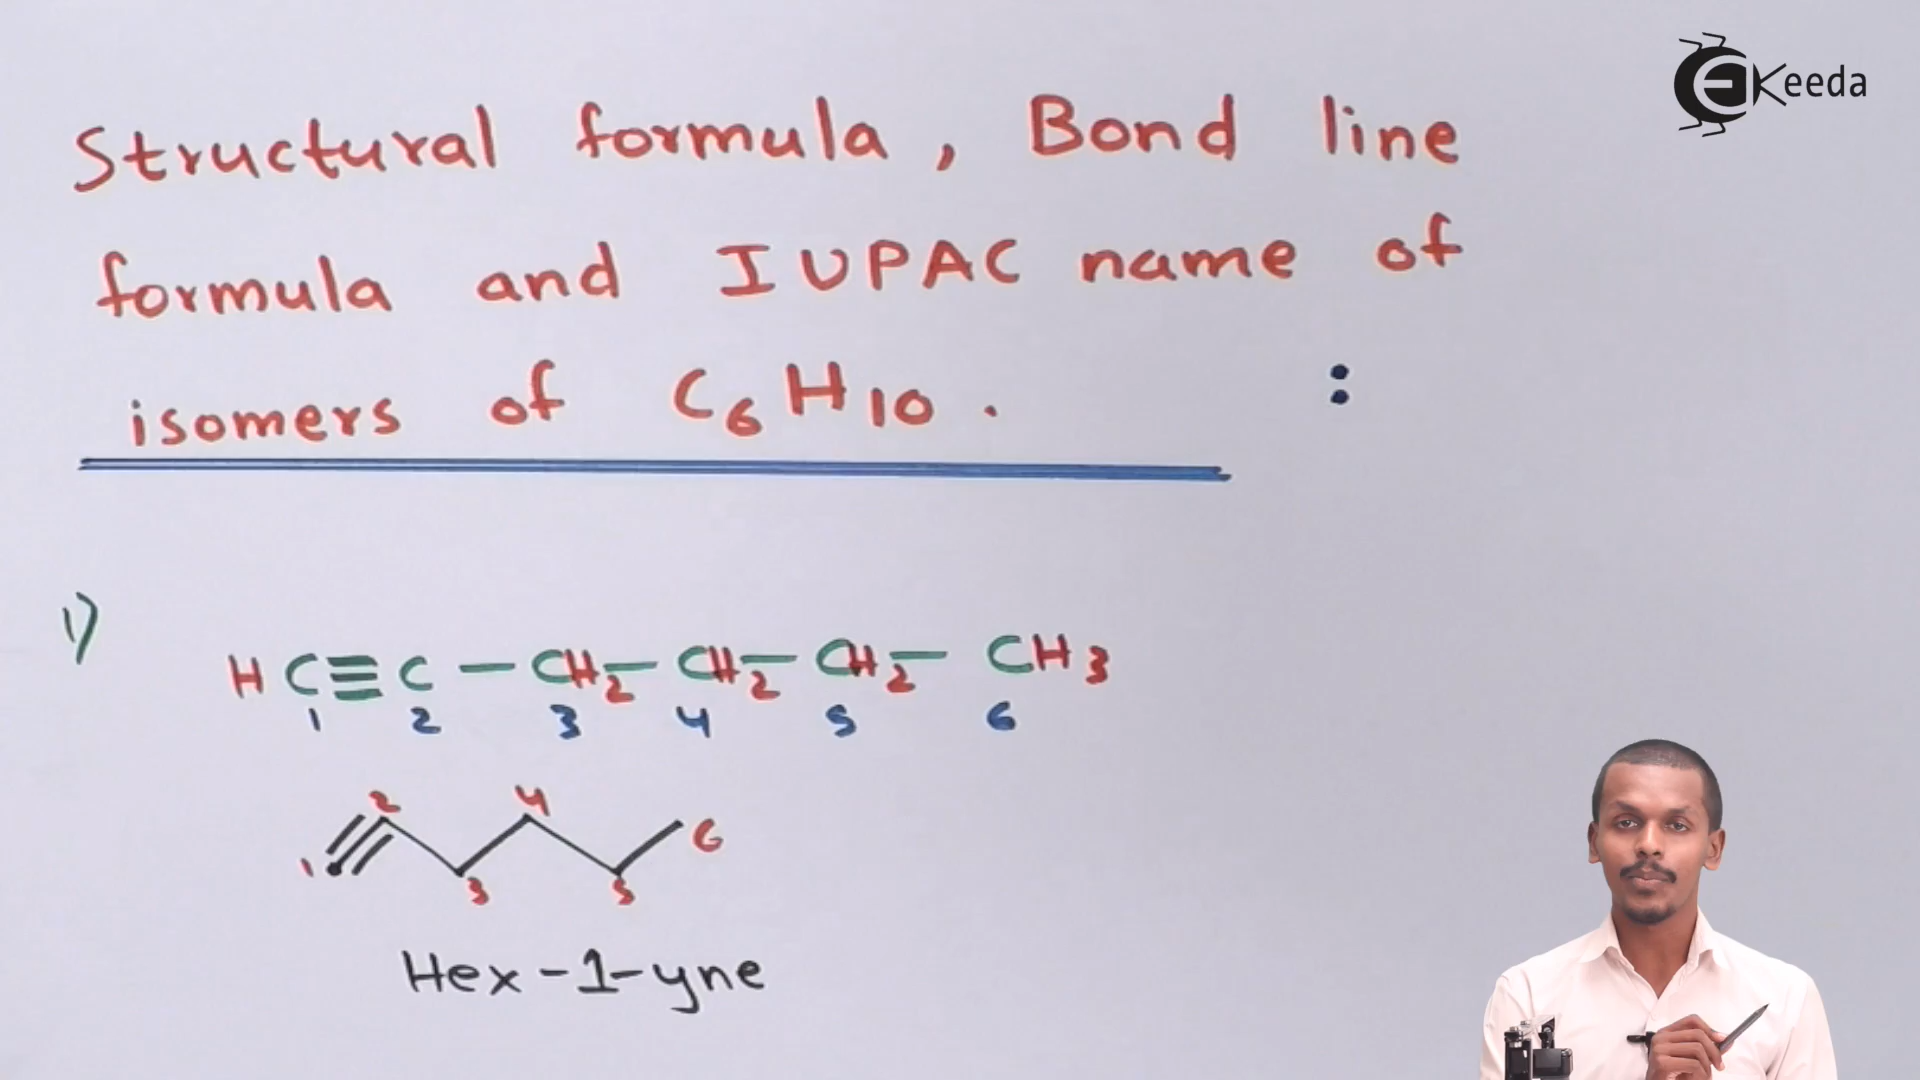 EKeeda
Structural formula, Bond line
formula and IUPAC name of
isomers of C6H10. :
1)
HC≡C-CH2-CH2-CH2-CH3
1 2 3 4 5 6
2 4
1 6
3 5
Hex-1-yne